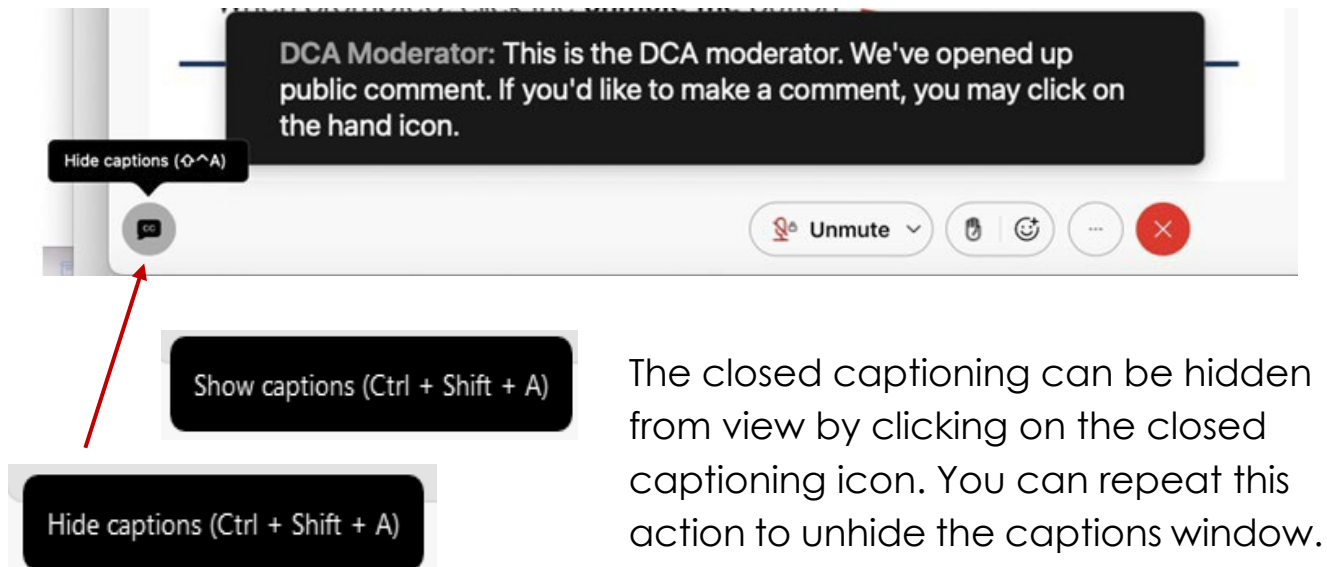 DCA Moderator: This is the DCA moderator. We've opened up
public comment. If you'd like to make a comment, you may click on
the hand icon.
Hide captions (⇧^A)
CC
Unmute
Show captions (Ctrl + Shift + A)
Hide captions (Ctrl + Shift + A)
The closed captioning can be hidden
from view by clicking on the closed
captioning icon. You can repeat this
action to unhide the captions window.